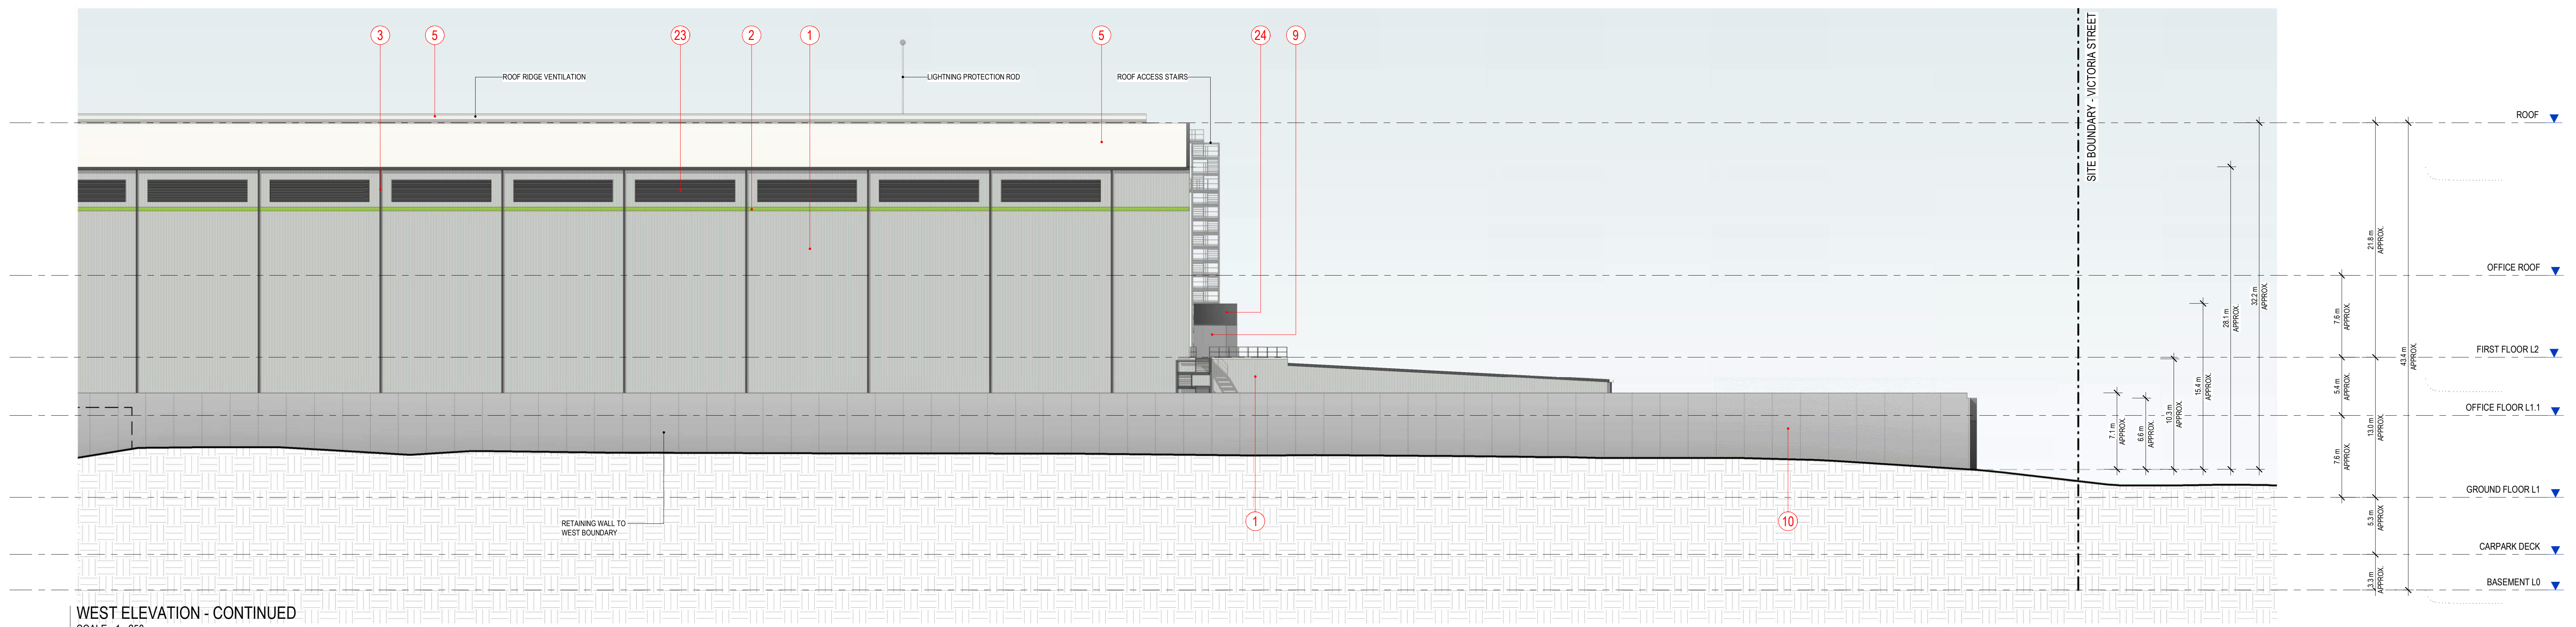 3
5
23
2
1
5
24
9
SITE BOUNDARY - VICTORIA STREET
ROOF RIDGE VENTILATION
LIGHTNING PROTECTION ROD
ROOF ACCESS STAIRS
ROOF
OFFICE ROOF
FIRST FLOOR L2
OFFICE FLOOR L1.1
GROUND FLOOR L1
CARPARK DECK
BASEMENT L0
7.1 m
APPROX.
6.6 m
APPROX.
10.3 m
APPROX.
15.4 m
APPROX.
28.1 m
APPROX.
32.2 m
APPROX.
7.6 m
APPROX.
5.4 m
APPROX.
7.6 m
APPROX.
21.8 m
APPROX.
13.0 m
APPROX.
5.3 m
APPROX.
3.3 m
APPROX.
43.4 m
APPROX.
RETAINING WALL TO
WEST BOUNDARY
1
10
WEST ELEVATION - CONTINUED